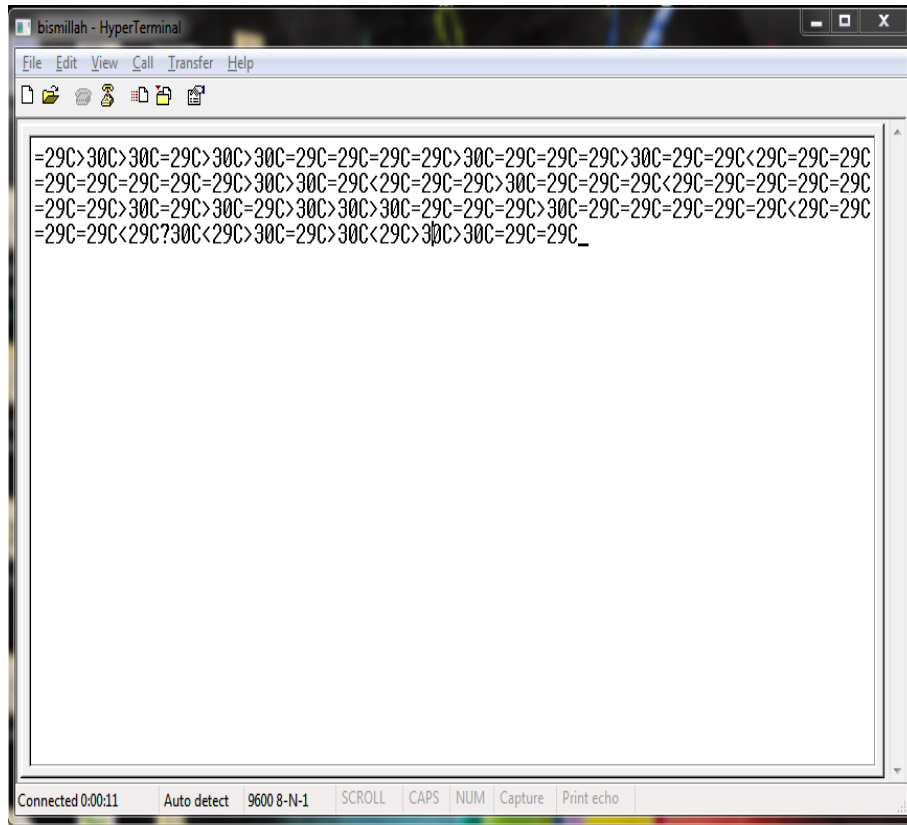 bismillah - HyperTerminal
File Edit View Call Transfer Help
=29C>30C>30C=29C>30C>30C=29C=29C=29C=29C>30C=29C=29C=29C>30C=29C=29C<29C=29C=29C
=29C=29C=29C=29C=29C>30C>30C=29C<29C=29C=29C>30C=29C=29C=29C<29C=29C=29C=29C=29C
=29C=29C>30C=29C>30C=29C>30C>30C>30C=29C=29C=29C>30C=29C=29C=29C=29C=29C<29C=29C
=29C=29C<29C?30C<29C>30C=29C>30C<29C>30C>30C=29C=29C_
Connected 0:00:11 Auto detect 9600 8-N-1 SCROLL CAPS NUM Capture Print echo